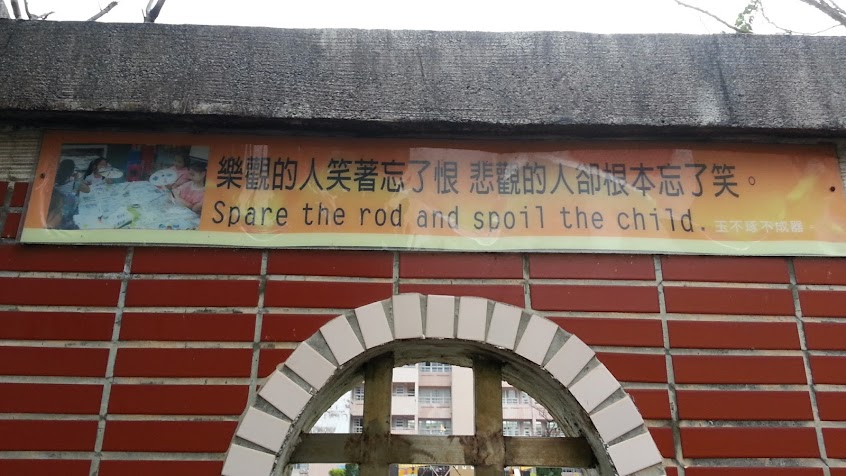 樂觀的人笑著忘了恨 悲觀的人卻根本忘了笑。
Spare the rod and spoil the child. 玉不琢不成器。